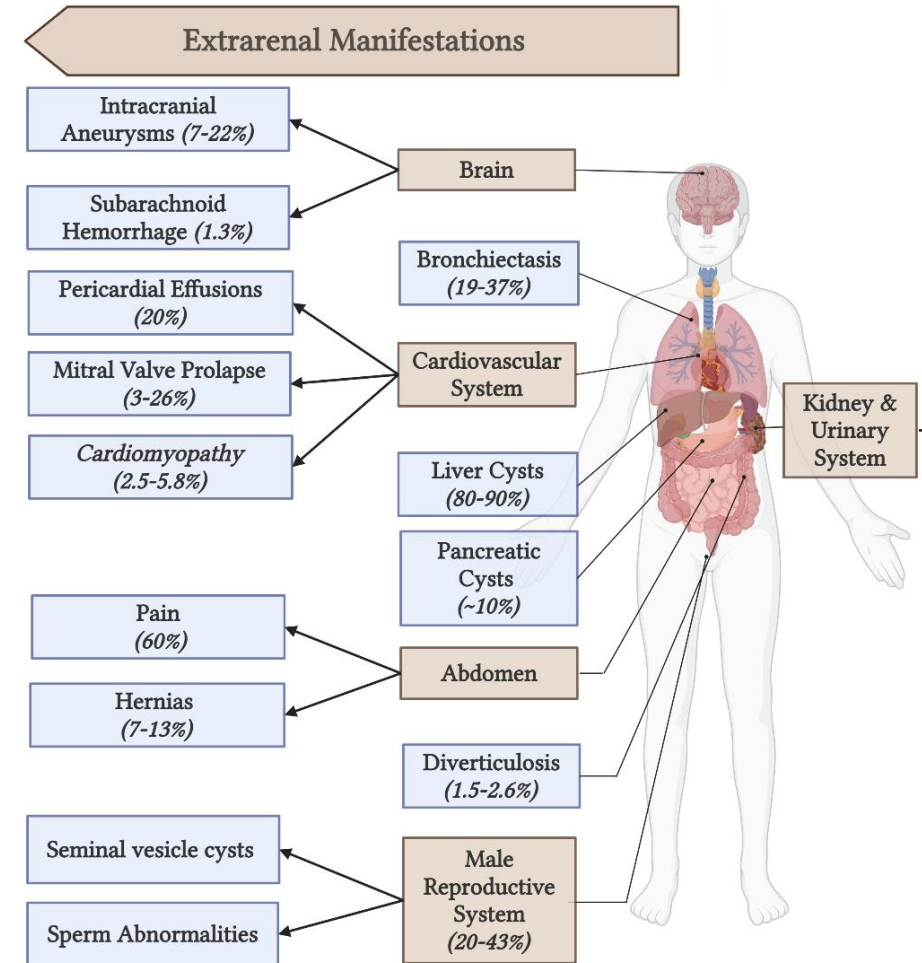 Extrarenal Manifestations
Intracranial
Aneurysms (7-22%)
Subarachnoid
Hemorrhage (1.3%)
Brain
Bronchiectasis
(19-37%)
Pericardial Effusions
(20%)
Mitral Valve Prolapse
(3-26%)
Cardiomyopathy
(2.5-5.8%)
Cardiovascular
System
Kidney &
Urinary
System
Liver Cysts
(80-90%)
Pancreatic
Cysts
(~10%)
Pain
(60%)
Hernias
(7-13%)
Abdomen
Diverticulosis
(1.5-2.6%)
Seminal vesicle cysts
Sperm Abnormalities
Male
Reproductive
System
(20-43%)